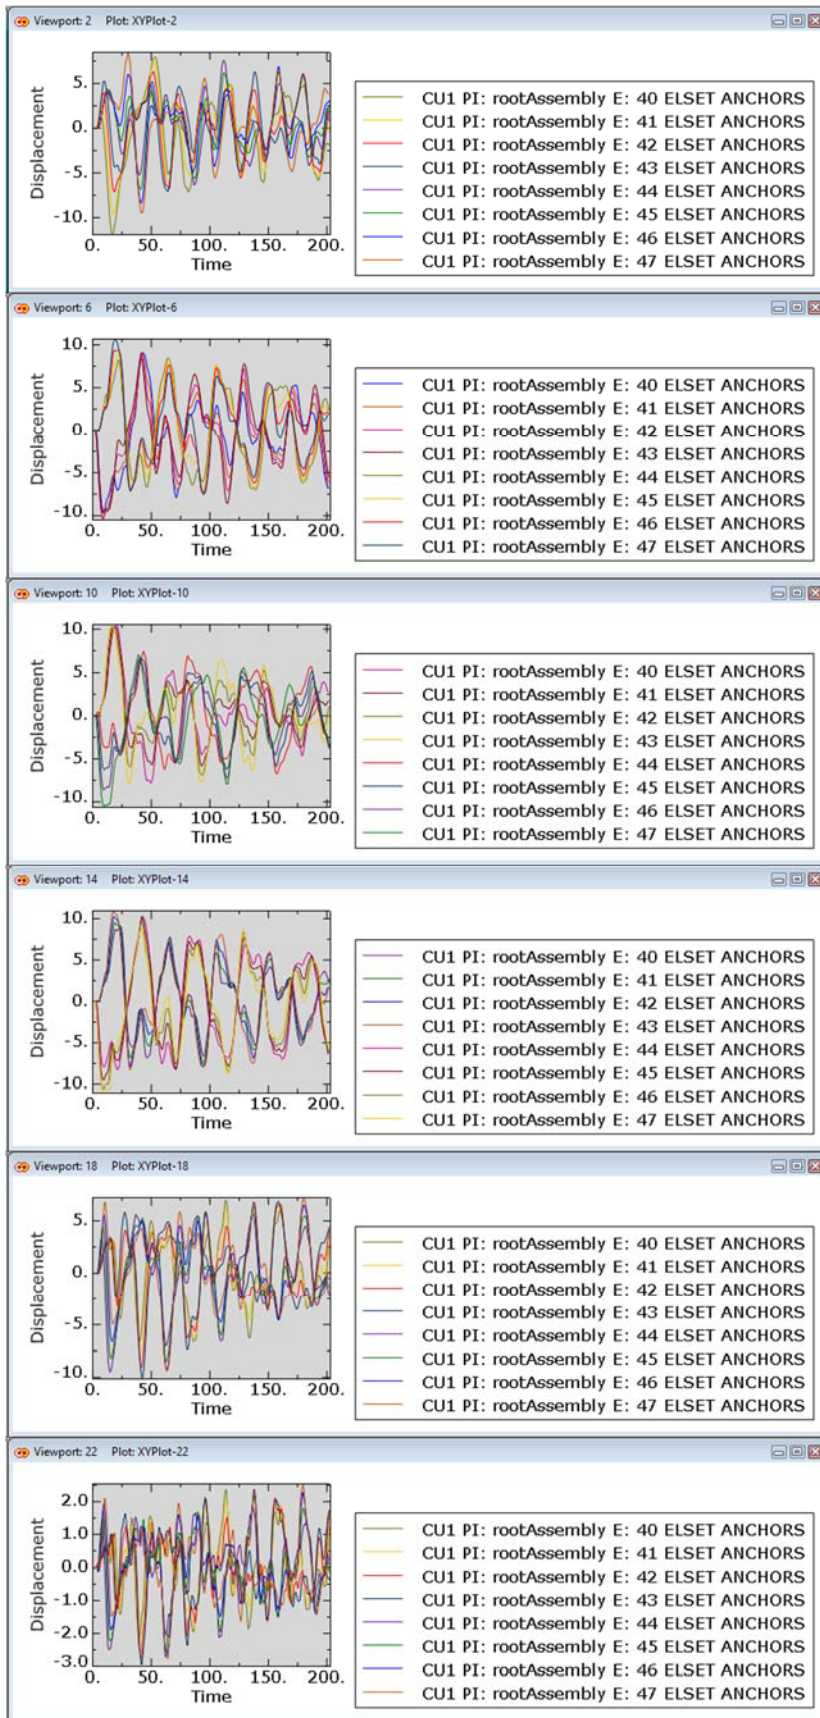 Viewport: 2 Plot: XYPlot-2
Displacement
5.
0.
-5.
-10.
0. 50. 100. 150. 200.
Time
CU1 PI: rootAssembly E: 40 ELSET ANCHORS
CU1 PI: rootAssembly E: 41 ELSET ANCHORS
CU1 PI: rootAssembly E: 42 ELSET ANCHORS
CU1 PI: rootAssembly E: 43 ELSET ANCHORS
CU1 PI: rootAssembly E: 44 ELSET ANCHORS
CU1 PI: rootAssembly E: 45 ELSET ANCHORS
CU1 PI: rootAssembly E: 46 ELSET ANCHORS
CU1 PI: rootAssembly E: 47 ELSET ANCHORS
Viewport: 6 Plot: XYPlot-6
Displacement
10.
5.
0.
-5.
-10.
0. 50. 100. 150. 200.
Time
CU1 PI: rootAssembly E: 40 ELSET ANCHORS
CU1 PI: rootAssembly E: 41 ELSET ANCHORS
CU1 PI: rootAssembly E: 42 ELSET ANCHORS
CU1 PI: rootAssembly E: 43 ELSET ANCHORS
CU1 PI: rootAssembly E: 44 ELSET ANCHORS
CU1 PI: rootAssembly E: 45 ELSET ANCHORS
CU1 PI: rootAssembly E: 46 ELSET ANCHORS
CU1 PI: rootAssembly E: 47 ELSET ANCHORS
Viewport: 10 Plot: XYPlot-10
Displacement
10.
5.
0.
-5.
-10.
0. 50. 100. 150. 200.
Time
CU1 PI: rootAssembly E: 40 ELSET ANCHORS
CU1 PI: rootAssembly E: 41 ELSET ANCHORS
CU1 PI: rootAssembly E: 42 ELSET ANCHORS
CU1 PI: rootAssembly E: 43 ELSET ANCHORS
CU1 PI: rootAssembly E: 44 ELSET ANCHORS
CU1 PI: rootAssembly E: 45 ELSET ANCHORS
CU1 PI: rootAssembly E: 46 ELSET ANCHORS
CU1 PI: rootAssembly E: 47 ELSET ANCHORS
Viewport: 14 Plot: XYPlot-14
Displacement
10.
5.
0.
-5.
-10.
0. 50. 100. 150. 200.
Time
CU1 PI: rootAssembly E: 40 ELSET ANCHORS
CU1 PI: rootAssembly E: 41 ELSET ANCHORS
CU1 PI: rootAssembly E: 42 ELSET ANCHORS
CU1 PI: rootAssembly E: 43 ELSET ANCHORS
CU1 PI: rootAssembly E: 44 ELSET ANCHORS
CU1 PI: rootAssembly E: 45 ELSET ANCHORS
CU1 PI: rootAssembly E: 46 ELSET ANCHORS
CU1 PI: rootAssembly E: 47 ELSET ANCHORS
Viewport: 18 Plot: XYPlot-18
Displacement
5.
0.
-5.
-10.
0. 50. 100. 150. 200.
Time
CU1 PI: rootAssembly E: 40 ELSET ANCHORS
CU1 PI: rootAssembly E: 41 ELSET ANCHORS
CU1 PI: rootAssembly E: 42 ELSET ANCHORS
CU1 PI: rootAssembly E: 43 ELSET ANCHORS
CU1 PI: rootAssembly E: 44 ELSET ANCHORS
CU1 PI: rootAssembly E: 45 ELSET ANCHORS
CU1 PI: rootAssembly E: 46 ELSET ANCHORS
CU1 PI: rootAssembly E: 47 ELSET ANCHORS
Viewport: 22 Plot: XYPlot-22
Displacement
2.0
1.0
0.0
-1.0
-2.0
-3.0
0. 50. 100. 150. 200.
Time
CU1 PI: rootAssembly E: 40 ELSET ANCHORS
CU1 PI: rootAssembly E: 41 ELSET ANCHORS
CU1 PI: rootAssembly E: 42 ELSET ANCHORS
CU1 PI: rootAssembly E: 43 ELSET ANCHORS
CU1 PI: rootAssembly E: 44 ELSET ANCHORS
CU1 PI: rootAssembly E: 45 ELSET ANCHORS
CU1 PI: rootAssembly E: 46 ELSET ANCHORS
CU1 PI: rootAssembly E: 47 ELSET ANCHORS